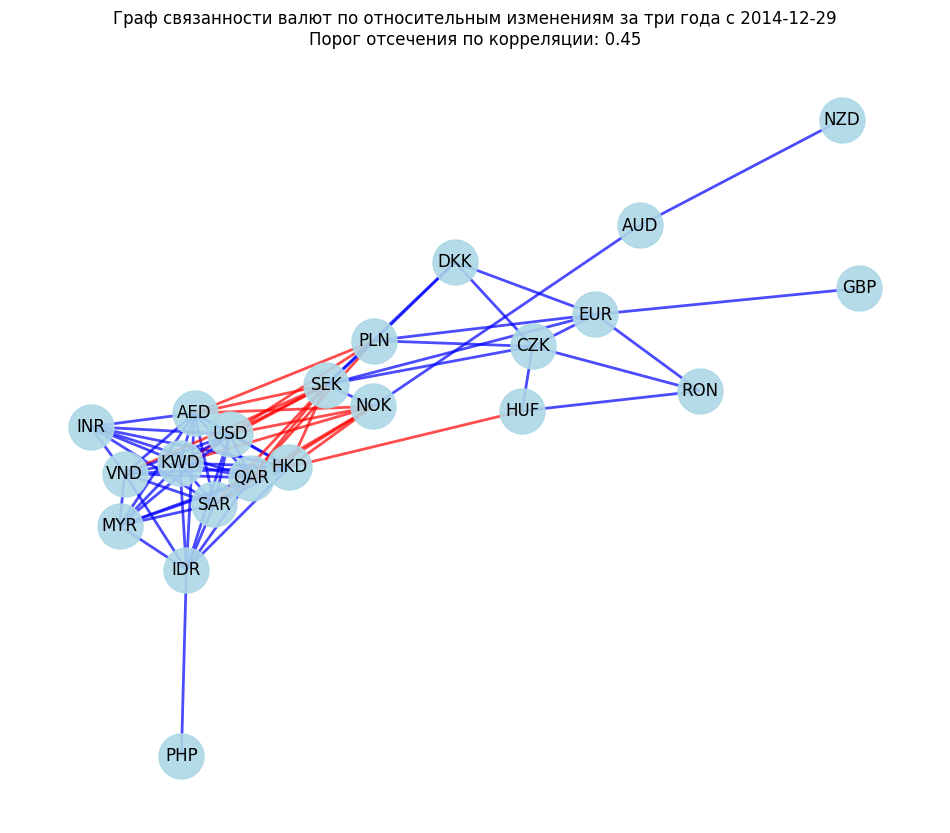 Граф связанности валют по относительным изменениям за три года с 2014-12-29
Порог отсечения по корреляции: 0.45
NZD
AUD
DKK
GBP
EUR
PLN
CZK
SEK
RON
NOK
HUF
AED
INR
USD
KWD
HKD
VND
QAR
SAR
MYR
IDR
PHP